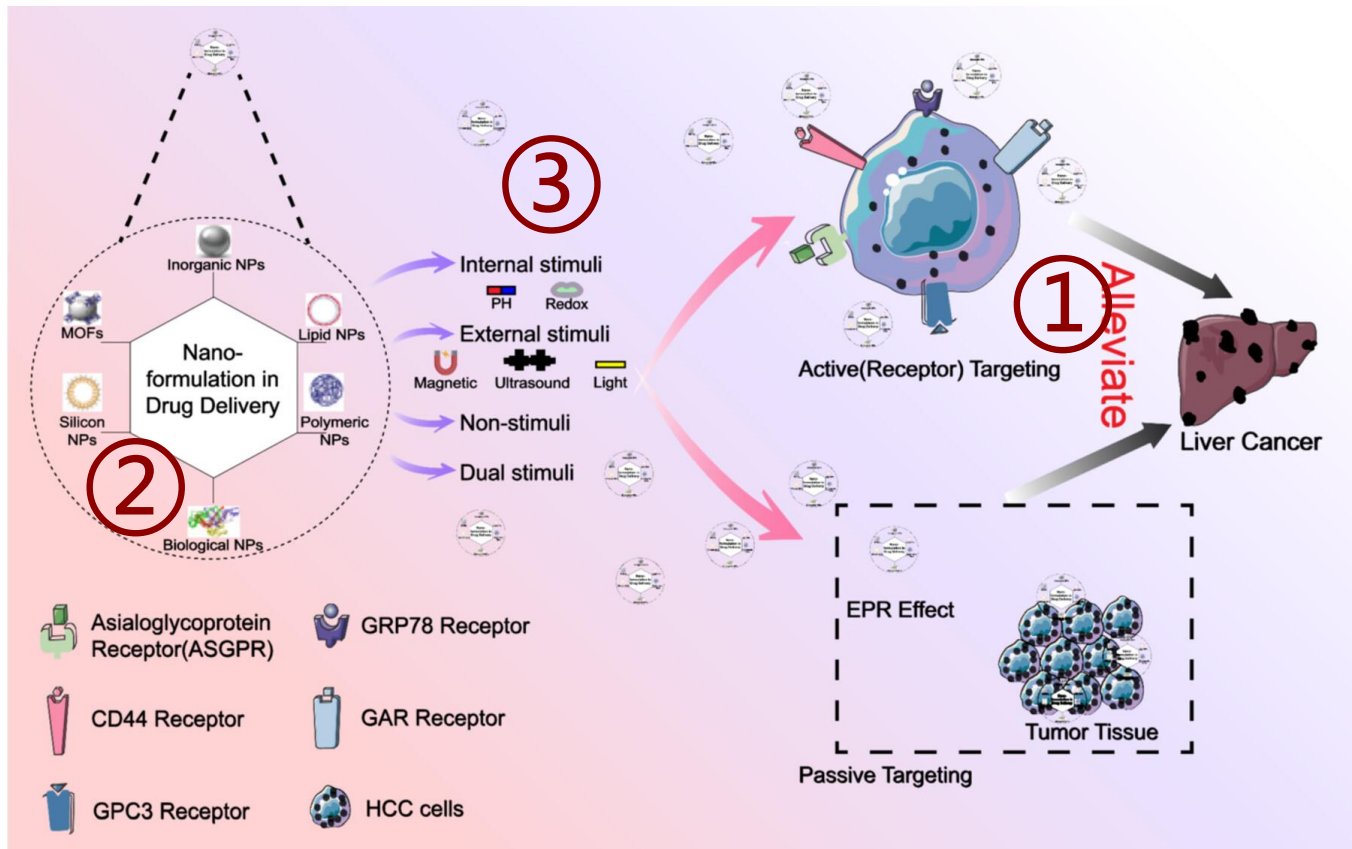 Inorganic NPs
MOFs
Lipid NPs
Nano-
formulation in
Drug Delivery
Silicon
NPs
Polymeric
NPs
②
Biological NPs
③
Internal stimuli
PH
Redox
External stimuli
Magnetic
Ultrasound
Light
Non-stimuli
Dual stimuli
①
Active(Receptor) Targeting
Alleviate
Liver Cancer
EPR Effect
Tumor Tissue
Passive Targeting
Asialoglycoprotein
Receptor(ASGPR)
GRP78 Receptor
CD44 Receptor
GAR Receptor
GPC3 Receptor
HCC cells